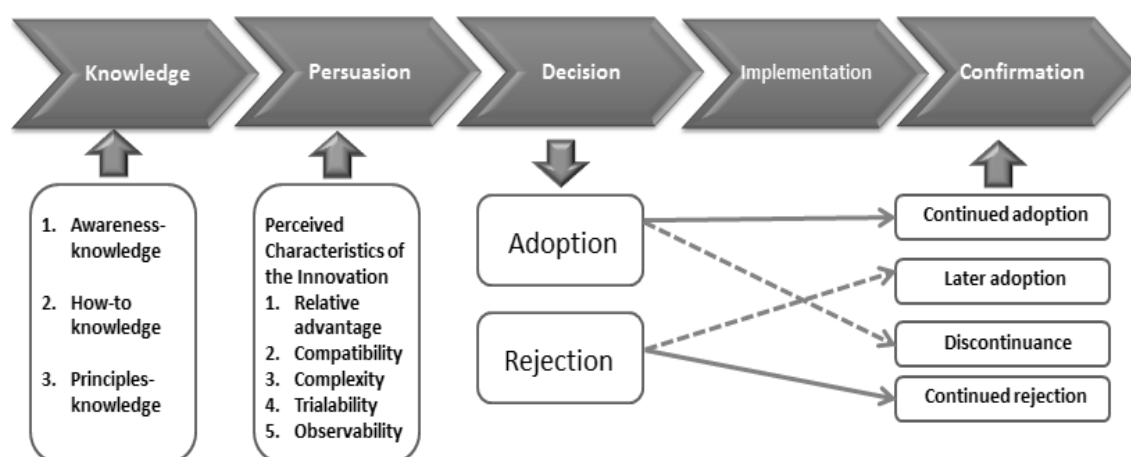 Knowledge
Persuasion
Decision
Implementation
Confirmation
1. Awareness-
knowledge
2. How-to
knowledge
3. Principles-
knowledge
Perceived
Characteristics of
the Innovation
1. Relative
advantage
2. Compatibility
3. Complexity
4. Trialability
5. Observability
Adoption
Rejection
Continued adoption
Later adoption
Discontinuance
Continued rejection